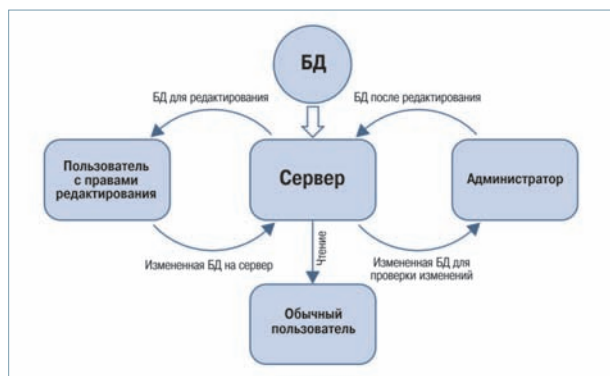 БД
БД для редактирования
БД после редактирования
Пользователь
с правами
редактирования
Сервер
Администратор
Измененная БД на сервер
Чтение
Измененная БД для
проверки изменений
Обычный
пользователь